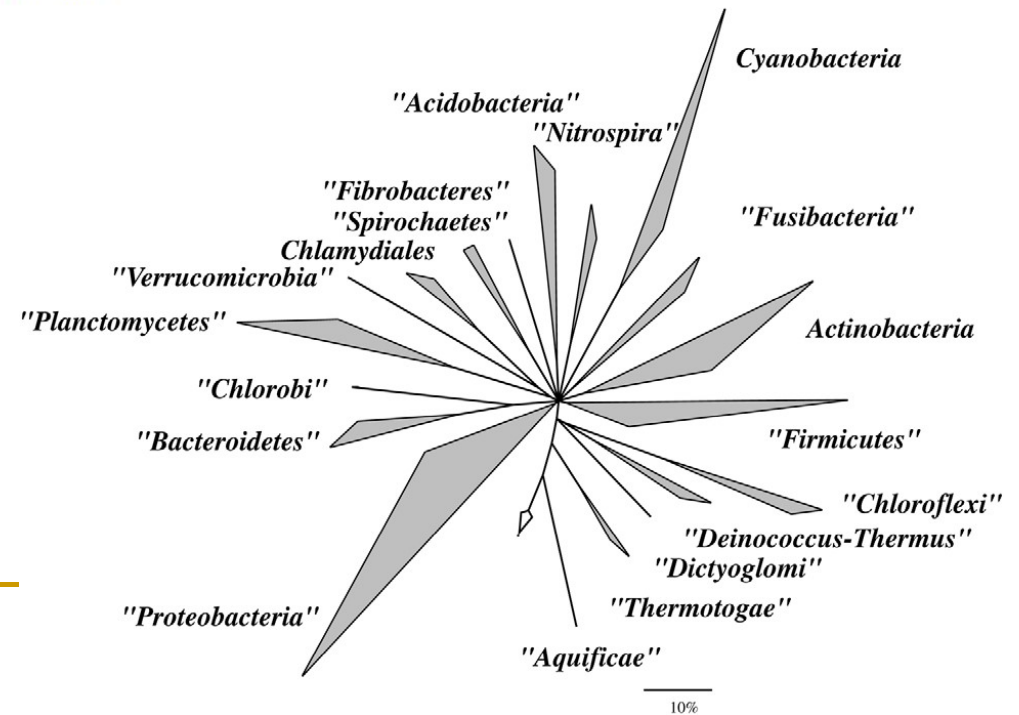 Cyanobacteria
"Acidobacteria"
"Nitrospira"
"Fibrobacteres"
"Spirochaetes"
"Fusibacteria"
Chlamydiales
"Verrucomicrobia"
"Planctomycetes"
Actinobacteria
"Chlorobi"
"Bacteroidetes"
"Firmicutes"
"Chloroflexi"
"Deinococcus-Thermus"
"Dictyoglomi"
"Thermotogae"
"Proteobacteria"
"Aquificae"
10%